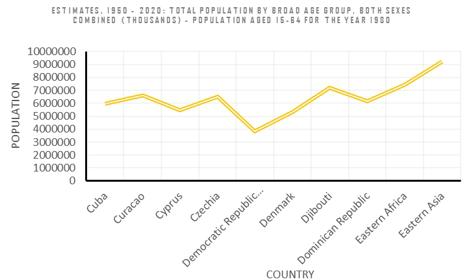 ESTIMATES, 1950 - 2020: TOTAL POPULATION BY BROAD AGE GROUP, BOTH SEXES
COMBINED (THOUSANDS) - POPULATION AGED 15-64 FOR THE YEAR 1980
10000000
9000000
8000000
7000000
6000000
5000000
4000000
3000000
2000000
1000000
0
POPULATION
Cuba
Curacao
Cyprus
Czechia
Democratic Republic...
Denmark
Djibouti
Dominican Republic
Eastern Africa
Eastern Asia
COUNTRY